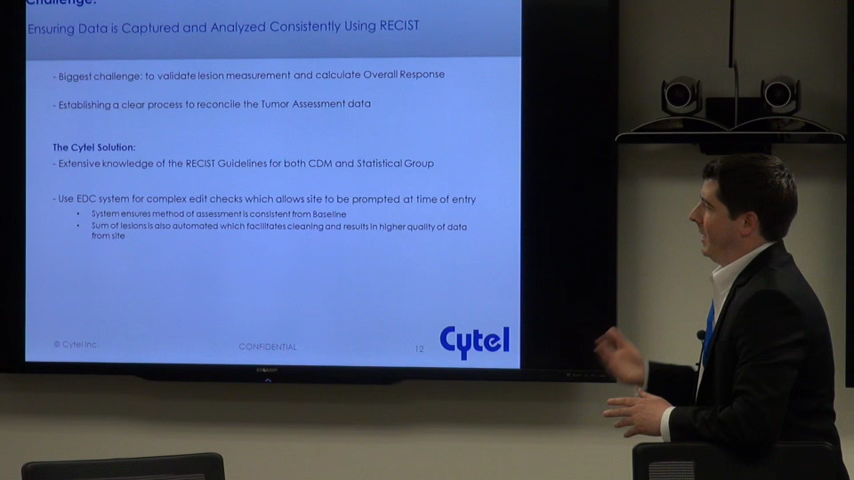 Challenge:
Ensuring Data is Captured and Analyzed Consistently Using RECIST
- Biggest challenge: to validate lesion measurement and calculate Overall Response
- Establishing a clear process to reconcile the Tumor Assessment data
The Cytel Solution:
- Extensive knowledge of the RECIST Guidelines for both CDM and Statistical Group
- Use EDC system for complex edit checks which allows site to be prompted at time of entry
• System ensures method of assessment is consistent from Baseline
• Sum of lesions is also automated which facilitates cleaning and results in higher quality of data
from site
© Cytel Inc.
CONFIDENTIAL
12
Cytel
SHARP